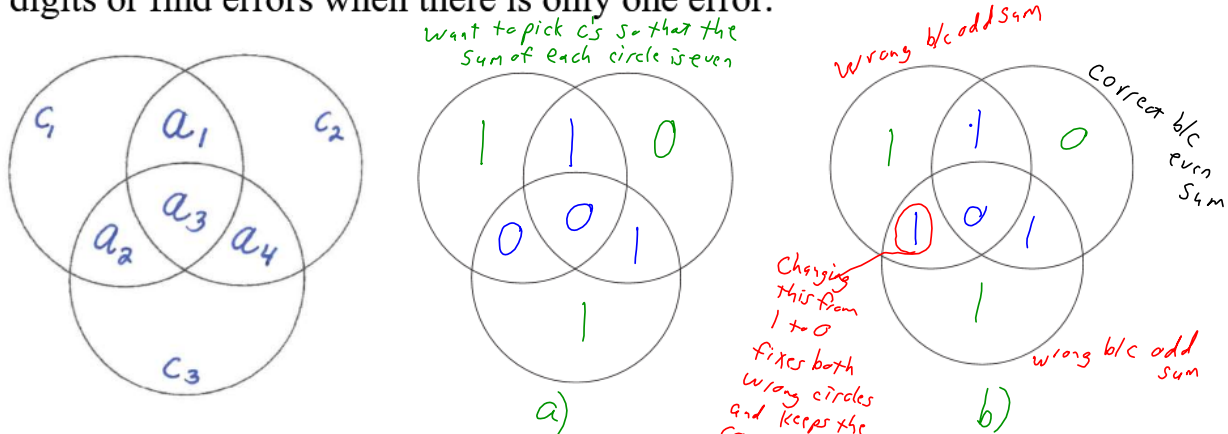 digits or find errors when there is only one error.
Want to pick c's so that the
sum of each circle is even
C₁
a₁
C₂
a₂
a₃
a₄
C₃
1
1
0
0
0
1
1
a)
Wrong b/c odd sum
Correct b/c
even
sum
1
1
0
1
0
1
1
wrong b/c odd
sum
Changing
this from
1 to 0
fixes both
wrong circles
and keeps the
b)